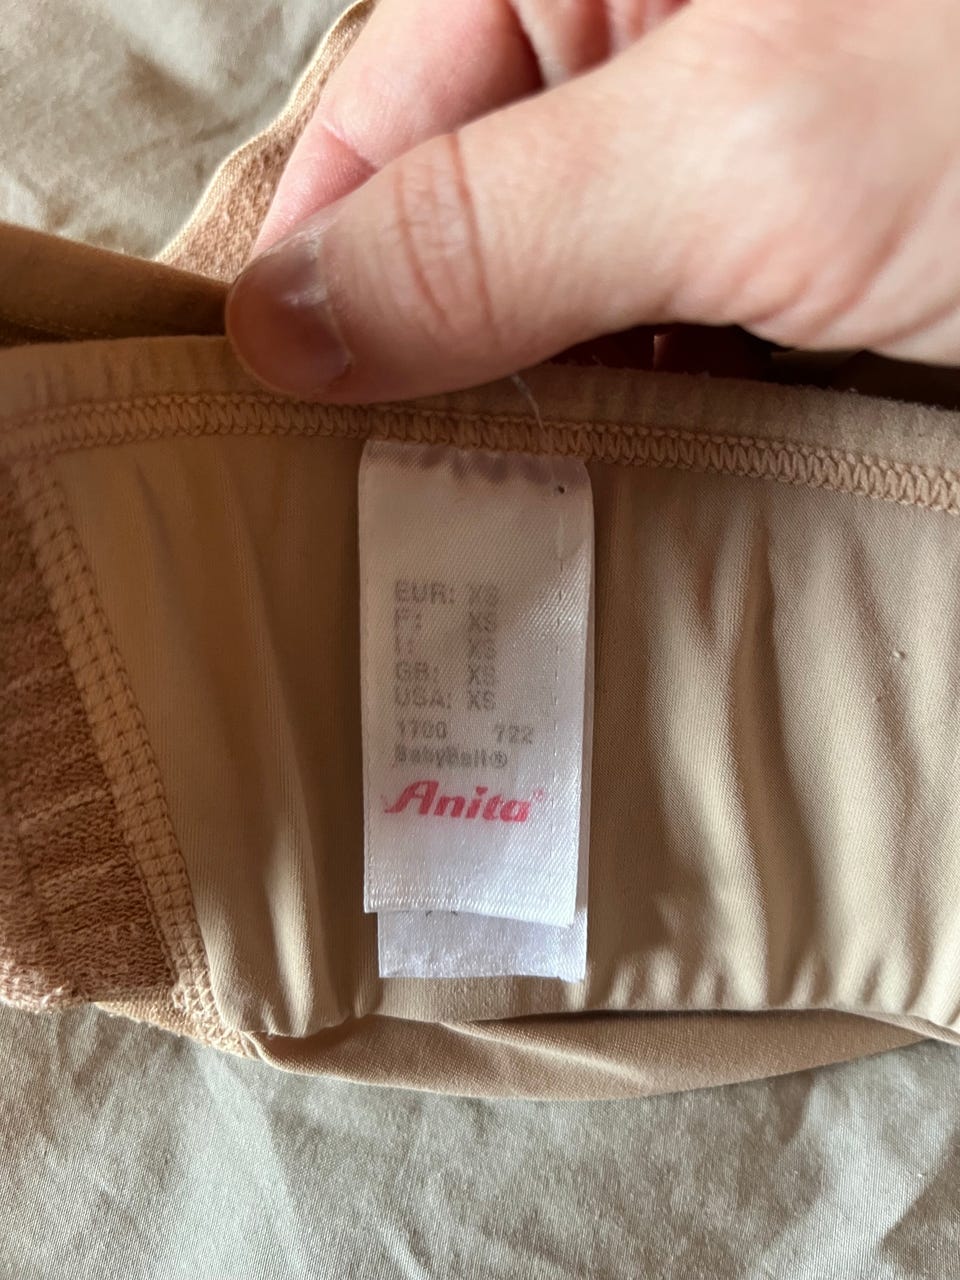 EUR: XS
F: XS
I: XS
GB: XS
USA: XS
1700 722
BabyBelt®
Anita®